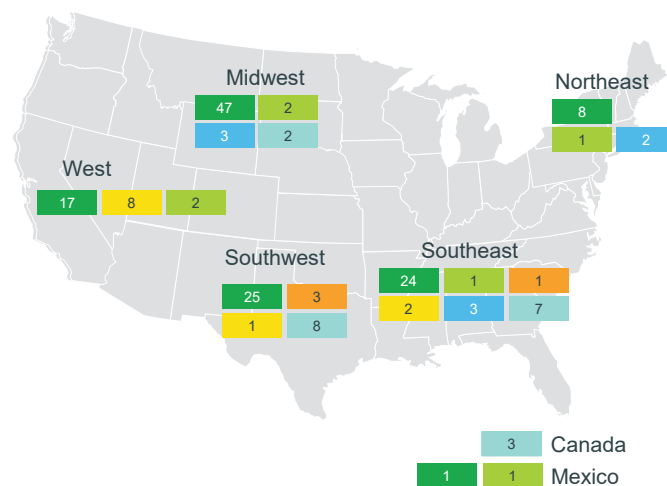 Midwest
47 2
3 2
Northeast
8
1 2
West
17 8 2
Southwest
25 3
1 8
Southeast
24 1 1
2 3 7
3 Canada
1 1 Mexico